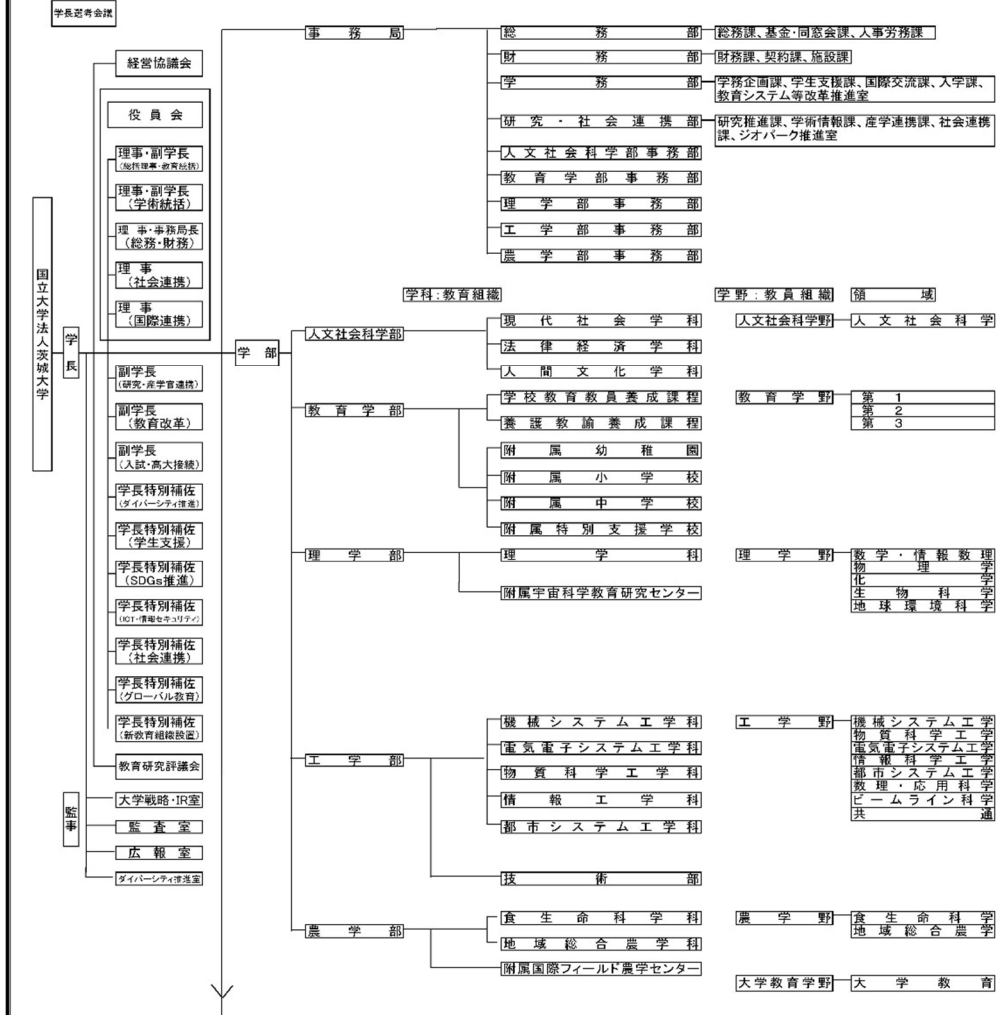 学長選考会議
国立大学法人茨城大学
学長
監事
経営協議会
役員会
理事・副学長
(総括理事・教育統括)
理事・副学長
(学術統括)
理事・事務局長
(総務・財務)
理事
(社会連携)
理事
(国際連携)
副学長
(研究・産学官連携)
副学長
(教育改革)
副学長
(入試・高大接続)
学長特別補佐
(ダイバーシティ推進)
学長特別補佐
(学生支援)
学長特別補佐
(SDGs推進)
学長特別補佐
(ICT・情報セキュリティ)
学長特別補佐
(社会連携)
学長特別補佐
(グローバル教育)
学長特別補佐
(新教育組織設置)
教育研究評議会
大学戦略・IR室
監査室
広報室
ダイバーシティ推進室
事務局
総務部
総務課、基金・同窓会課、人事労務課
財務部
財務課、契約課、施設課
学務部
学務企画課、学生支援課、国際交流課、入学課、
教育システム等改革推進室
研究・社会連携部
研究推進課、学術情報課、産学連携課、社会連携
課、ジオパーク推進室
人文社会科学部事務部
教育学部事務部
理学部事務部
工学部事務部
農学部事務部
学科：教育組織
学野：教員組織
領域
学部
人文社会科学部
現代社会学科
法律経済学科
人間文化学科
人文社会科学野
人文社会科学
教育学部
学校教育教員養成課程
養護教諭養成課程
附属幼稚園
附属小学校
附属中学校
附属特別支援学校
教育学野
第1
第2
第3
理学部
理学科
附属宇宙科学教育研究センター
理学野
数学・情報数理
物理学
化学
生物科学
地球環境科学
工学部
機械システム工学科
電気電子システム工学科
物質科学工学科
情報工学科
都市システム工学科
技術部
工学野
機械システム工学
物質科学工学
電気電子システム工学
情報科学工学
都市システム工学
数理・応用科学
ビームライン科学
共通
農学部
食生命科学科
地域総合農学科
附属国際フィールド農学センター
農学野
食生命科学
地域総合農学
大学教育学野
大学教育